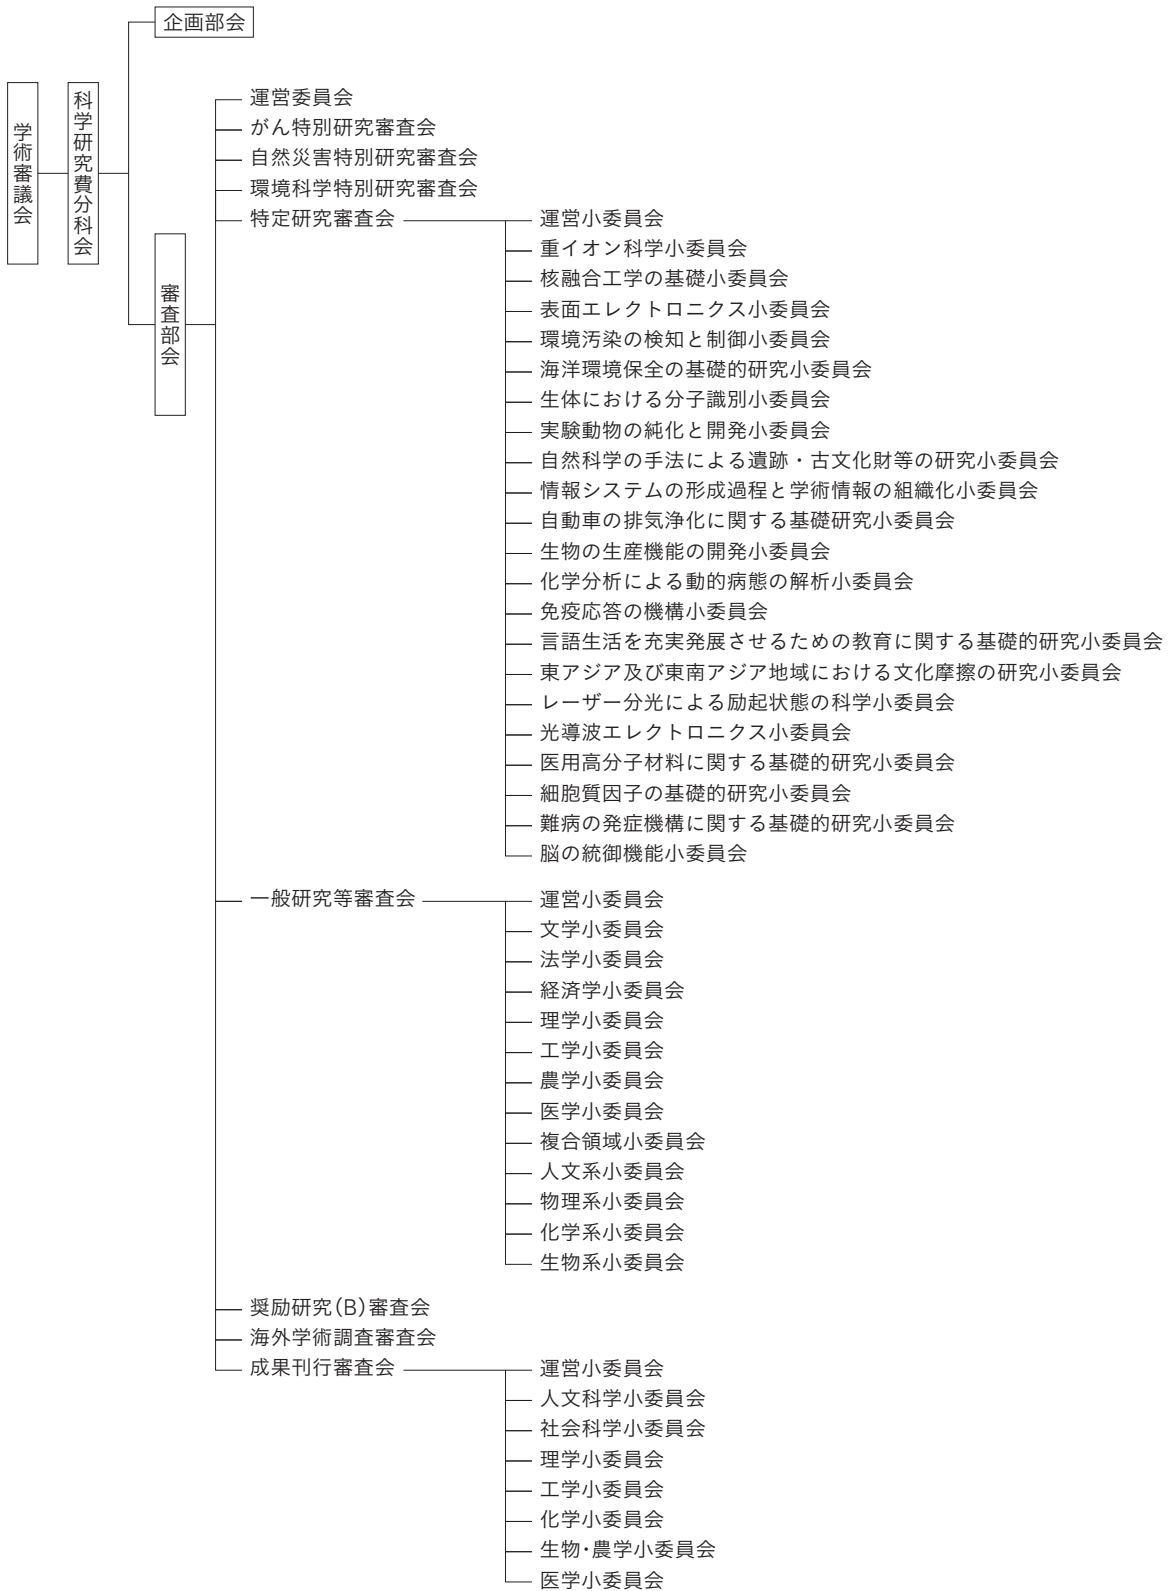 企画部会
学術審議会
科学研究費分科会
審査部会
運営委員会
がん特別研究審査会
自然災害特別研究審査会
環境科学特別研究審査会
特定研究審査会
運営小委員会
重イオン科学小委員会
核融合工学の基礎小委員会
表面エレクトロニクス小委員会
環境汚染の検知と制御小委員会
海洋環境保全の基礎的研究小委員会
生体における分子識別小委員会
実験動物の純化と開発小委員会
自然科学の手法による遺跡・古文化財等の研究小委員会
情報システムの形成過程と学術情報の組織化小委員会
自動車の排気浄化に関する基礎研究小委員会
生物の生産機能の開発小委員会
化学分析による動的病態の解析小委員会
免疫応答の機構小委員会
言語生活を充実発展させるための教育に関する基礎的研究小委員会
東アジア及び東南アジア地域における文化摩擦の研究小委員会
レーザー分光による励起状態の科学小委員会
光導波エレクトロニクス小委員会
医用高分子材料に関する基礎的研究小委員会
細胞質因子の基礎的研究小委員会
難病の発症機構に関する基礎的研究小委員会
脳の統御機能小委員会
一般研究等審査会
運営小委員会
文学小委員会
法学小委員会
経済学小委員会
理学小委員会
工学小委員会
農学小委員会
医学小委員会
複合領域小委員会
人文系小委員会
物理系小委員会
化学系小委員会
生物系小委員会
奨励研究(B)審査会
海外学術調査審査会
成果刊行審査会
運営小委員会
人文科学小委員会
社会科学小委員会
理学小委員会
工学小委員会
化学小委員会
生物・農学小委員会
医学小委員会